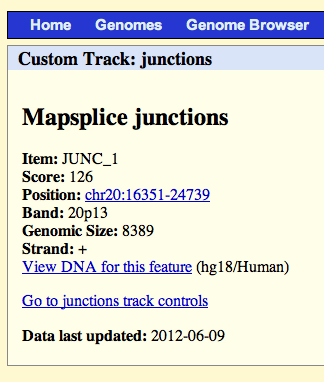 Home Genomes Genome Browser
Custom Track: junctions
Mapsplice junctions
Item: JUNC_1
Score: 126
Position: chr20:16351-24739
Band: 20p13
Genomic Size: 8389
Strand: +
View DNA for this feature (hg18/Human)
Go to junctions track controls
Data last updated: 2012-06-09